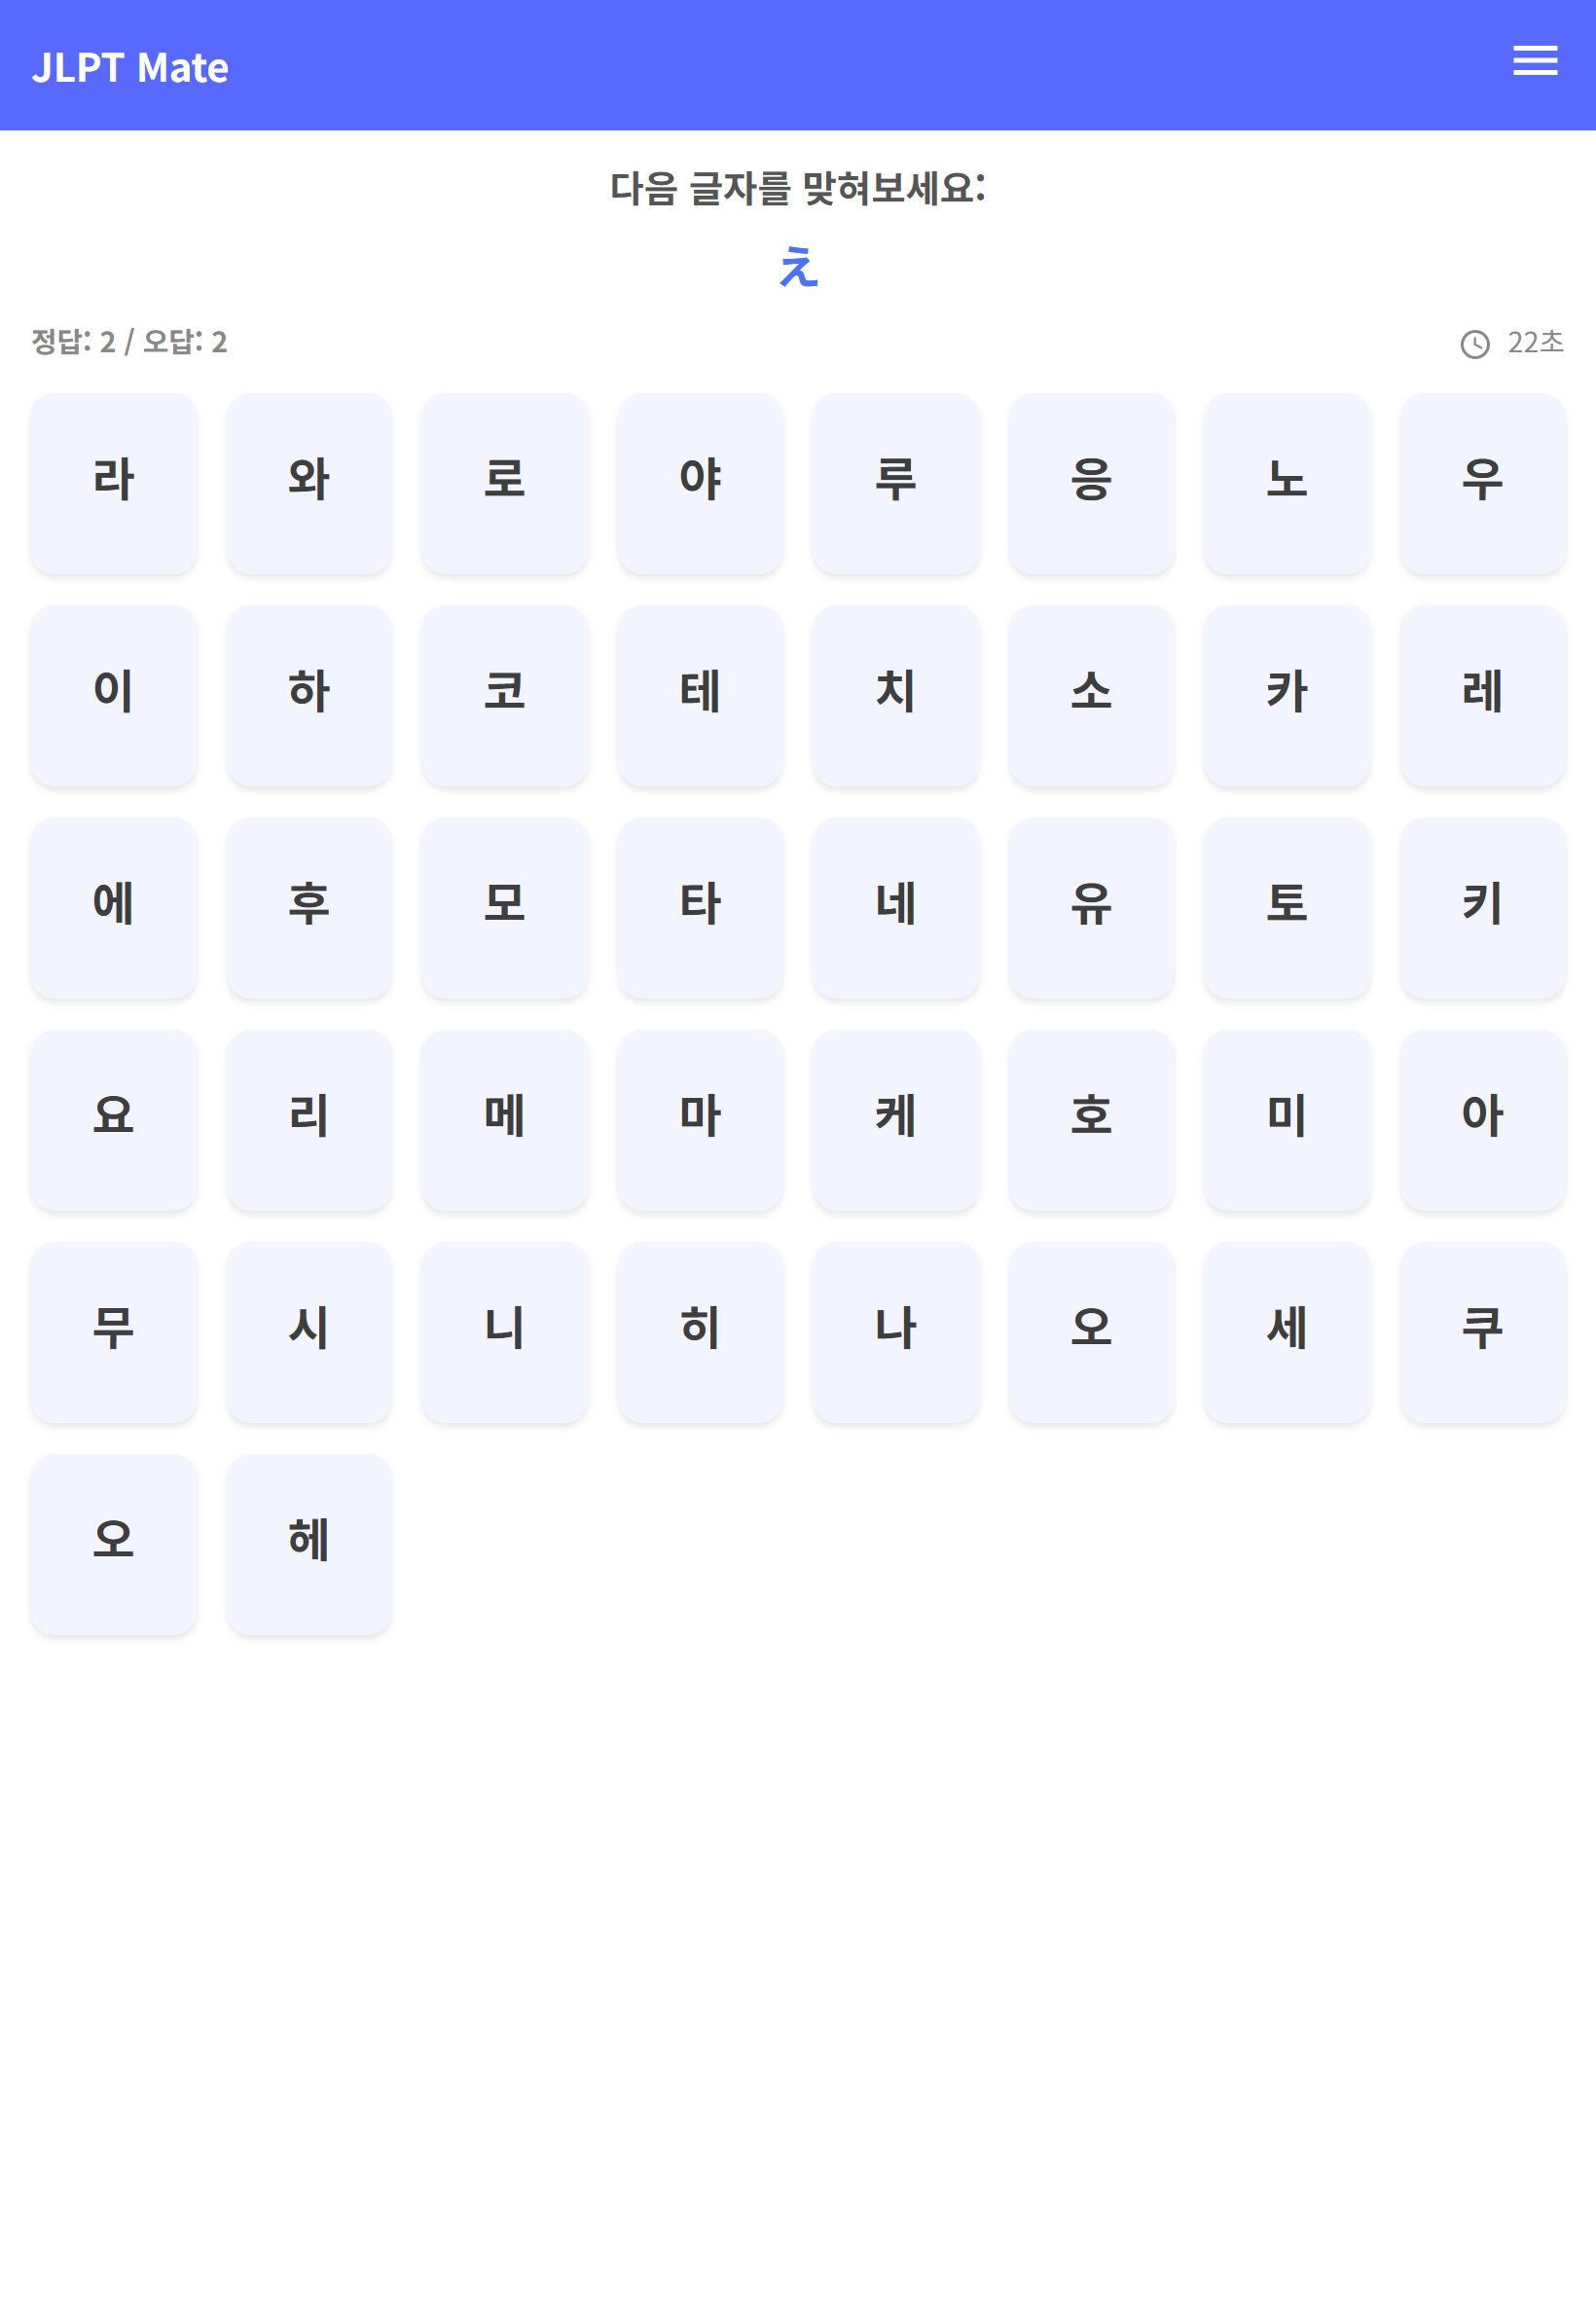 JLPT Mate
다음 글자를 맞혀보세요:
え
정답: 2 / 오답: 2 22초
라 와 로 야 루 응 노 우
이 하 코 테 치 소 카 레
에 후 모 타 네 유 토 키
요 리 메 마 케 호 미 아
무 시 니 히 나 오 세 쿠
오 헤